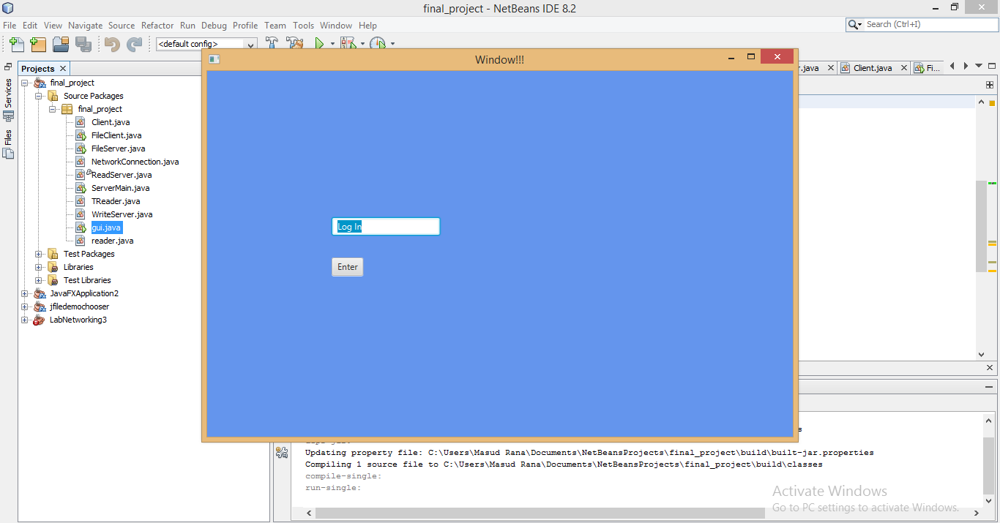 final_project - NetBeans IDE 8.2
File Edit View Navigate Source Refactor Run Debug Profile Team Tools Window Help
Search (Ctrl+I)
<default config>
Window!!!
Projects
.java
Client.java
Fi...
Services
Files
final_project
Source Packages
final_project
Client.java
FileClient.java
FileServer.java
NetworkConnection.java
ReadServer.java
ServerMain.java
TReader.java
WriteServer.java
gui.java
reader.java
Test Packages
Libraries
Test Libraries
JavaFXApplication2
jfiledemochooser
LabNetworking3
Log In
Enter
Updating property file: C:\Users\Masud Rana\Documents\NetBeansProjects\final_project\build\built-jar.properties
Compiling 1 source file to C:\Users\Masud Rana\Documents\NetBeansProjects\final_project\build\classes
compile-single:
run-single:
Activate Windows
Go to PC settings to activate Windows.